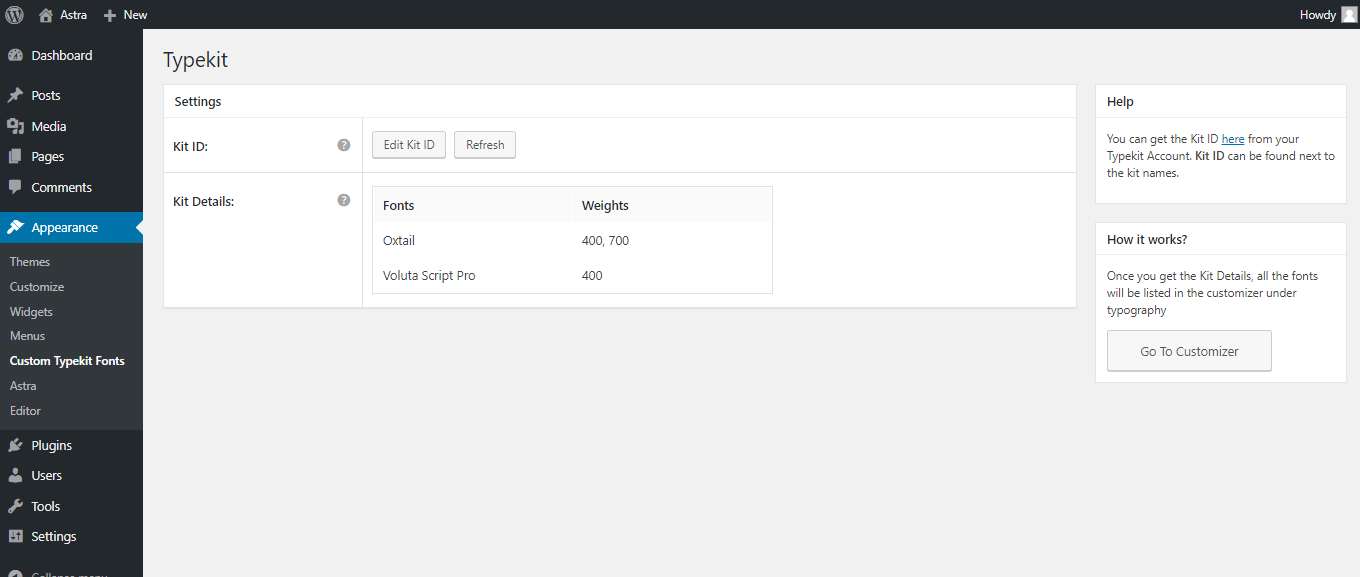 Astra
New
Howdy
Dashboard
Posts
Media
Pages
Comments
Appearance
Themes
Customize
Widgets
Menus
Custom Typekit Fonts
Astra
Editor
Plugins
Users
Tools
Settings
Collapse menu
Typekit
Settings
Kit ID:
Edit Kit ID
Refresh
Kit Details:
Fonts Weights
Oxtail 400, 700
Voluta Script Pro 400
Help
You can get the Kit ID here from your
Typekit Account. Kit ID can be found next to
the kit names.
How it works?
Once you get the Kit Details, all the fonts
will be listed in the customizer under
typography
Go To Customizer